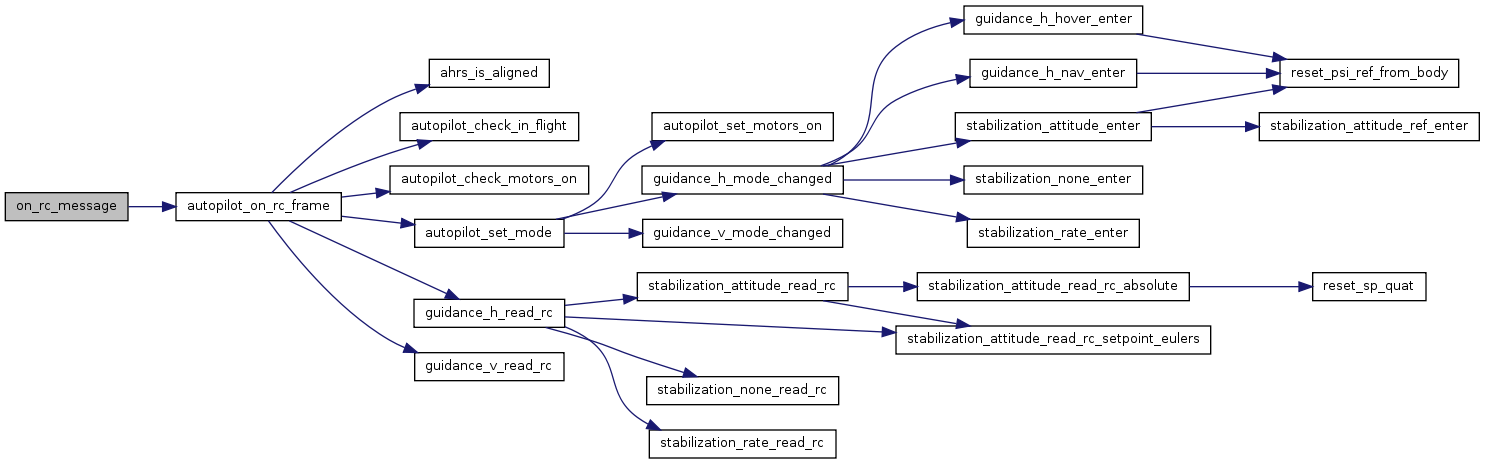 guidance_h_hover_enter
ahrs_is_aligned
guidance_h_nav_enter
reset_psi_ref_from_body
autopilot_check_in_flight
autopilot_set_motors_on
stabilization_attitude_enter
stabilization_attitude_ref_enter
autopilot_check_motors_on
guidance_h_mode_changed
stabilization_none_enter
on_rc_message
autopilot_on_rc_frame
autopilot_set_mode
guidance_v_mode_changed
stabilization_rate_enter
stabilization_attitude_read_rc
stabilization_attitude_read_rc_absolute
reset_sp_quat
guidance_h_read_rc
stabilization_attitude_read_rc_setpoint_eulers
guidance_v_read_rc
stabilization_none_read_rc
stabilization_rate_read_rc